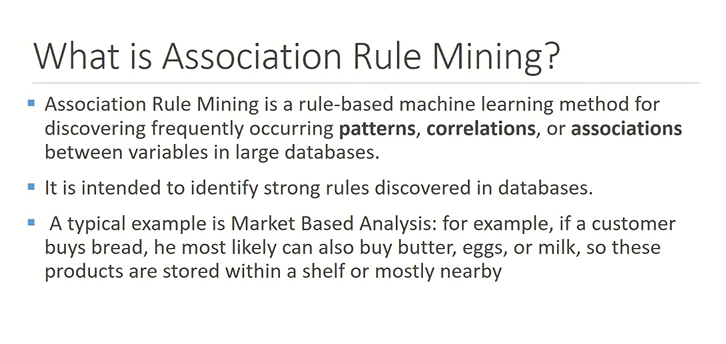 What is Association Rule Mining?
▪ Association Rule Mining is a rule-based machine learning method for
discovering frequently occurring patterns, correlations, or associations
between variables in large databases.
▪ It is intended to identify strong rules discovered in databases.
▪ A typical example is Market Based Analysis: for example, if a customer
buys bread, he most likely can also buy butter, eggs, or milk, so these
products are stored within a shelf or mostly nearby